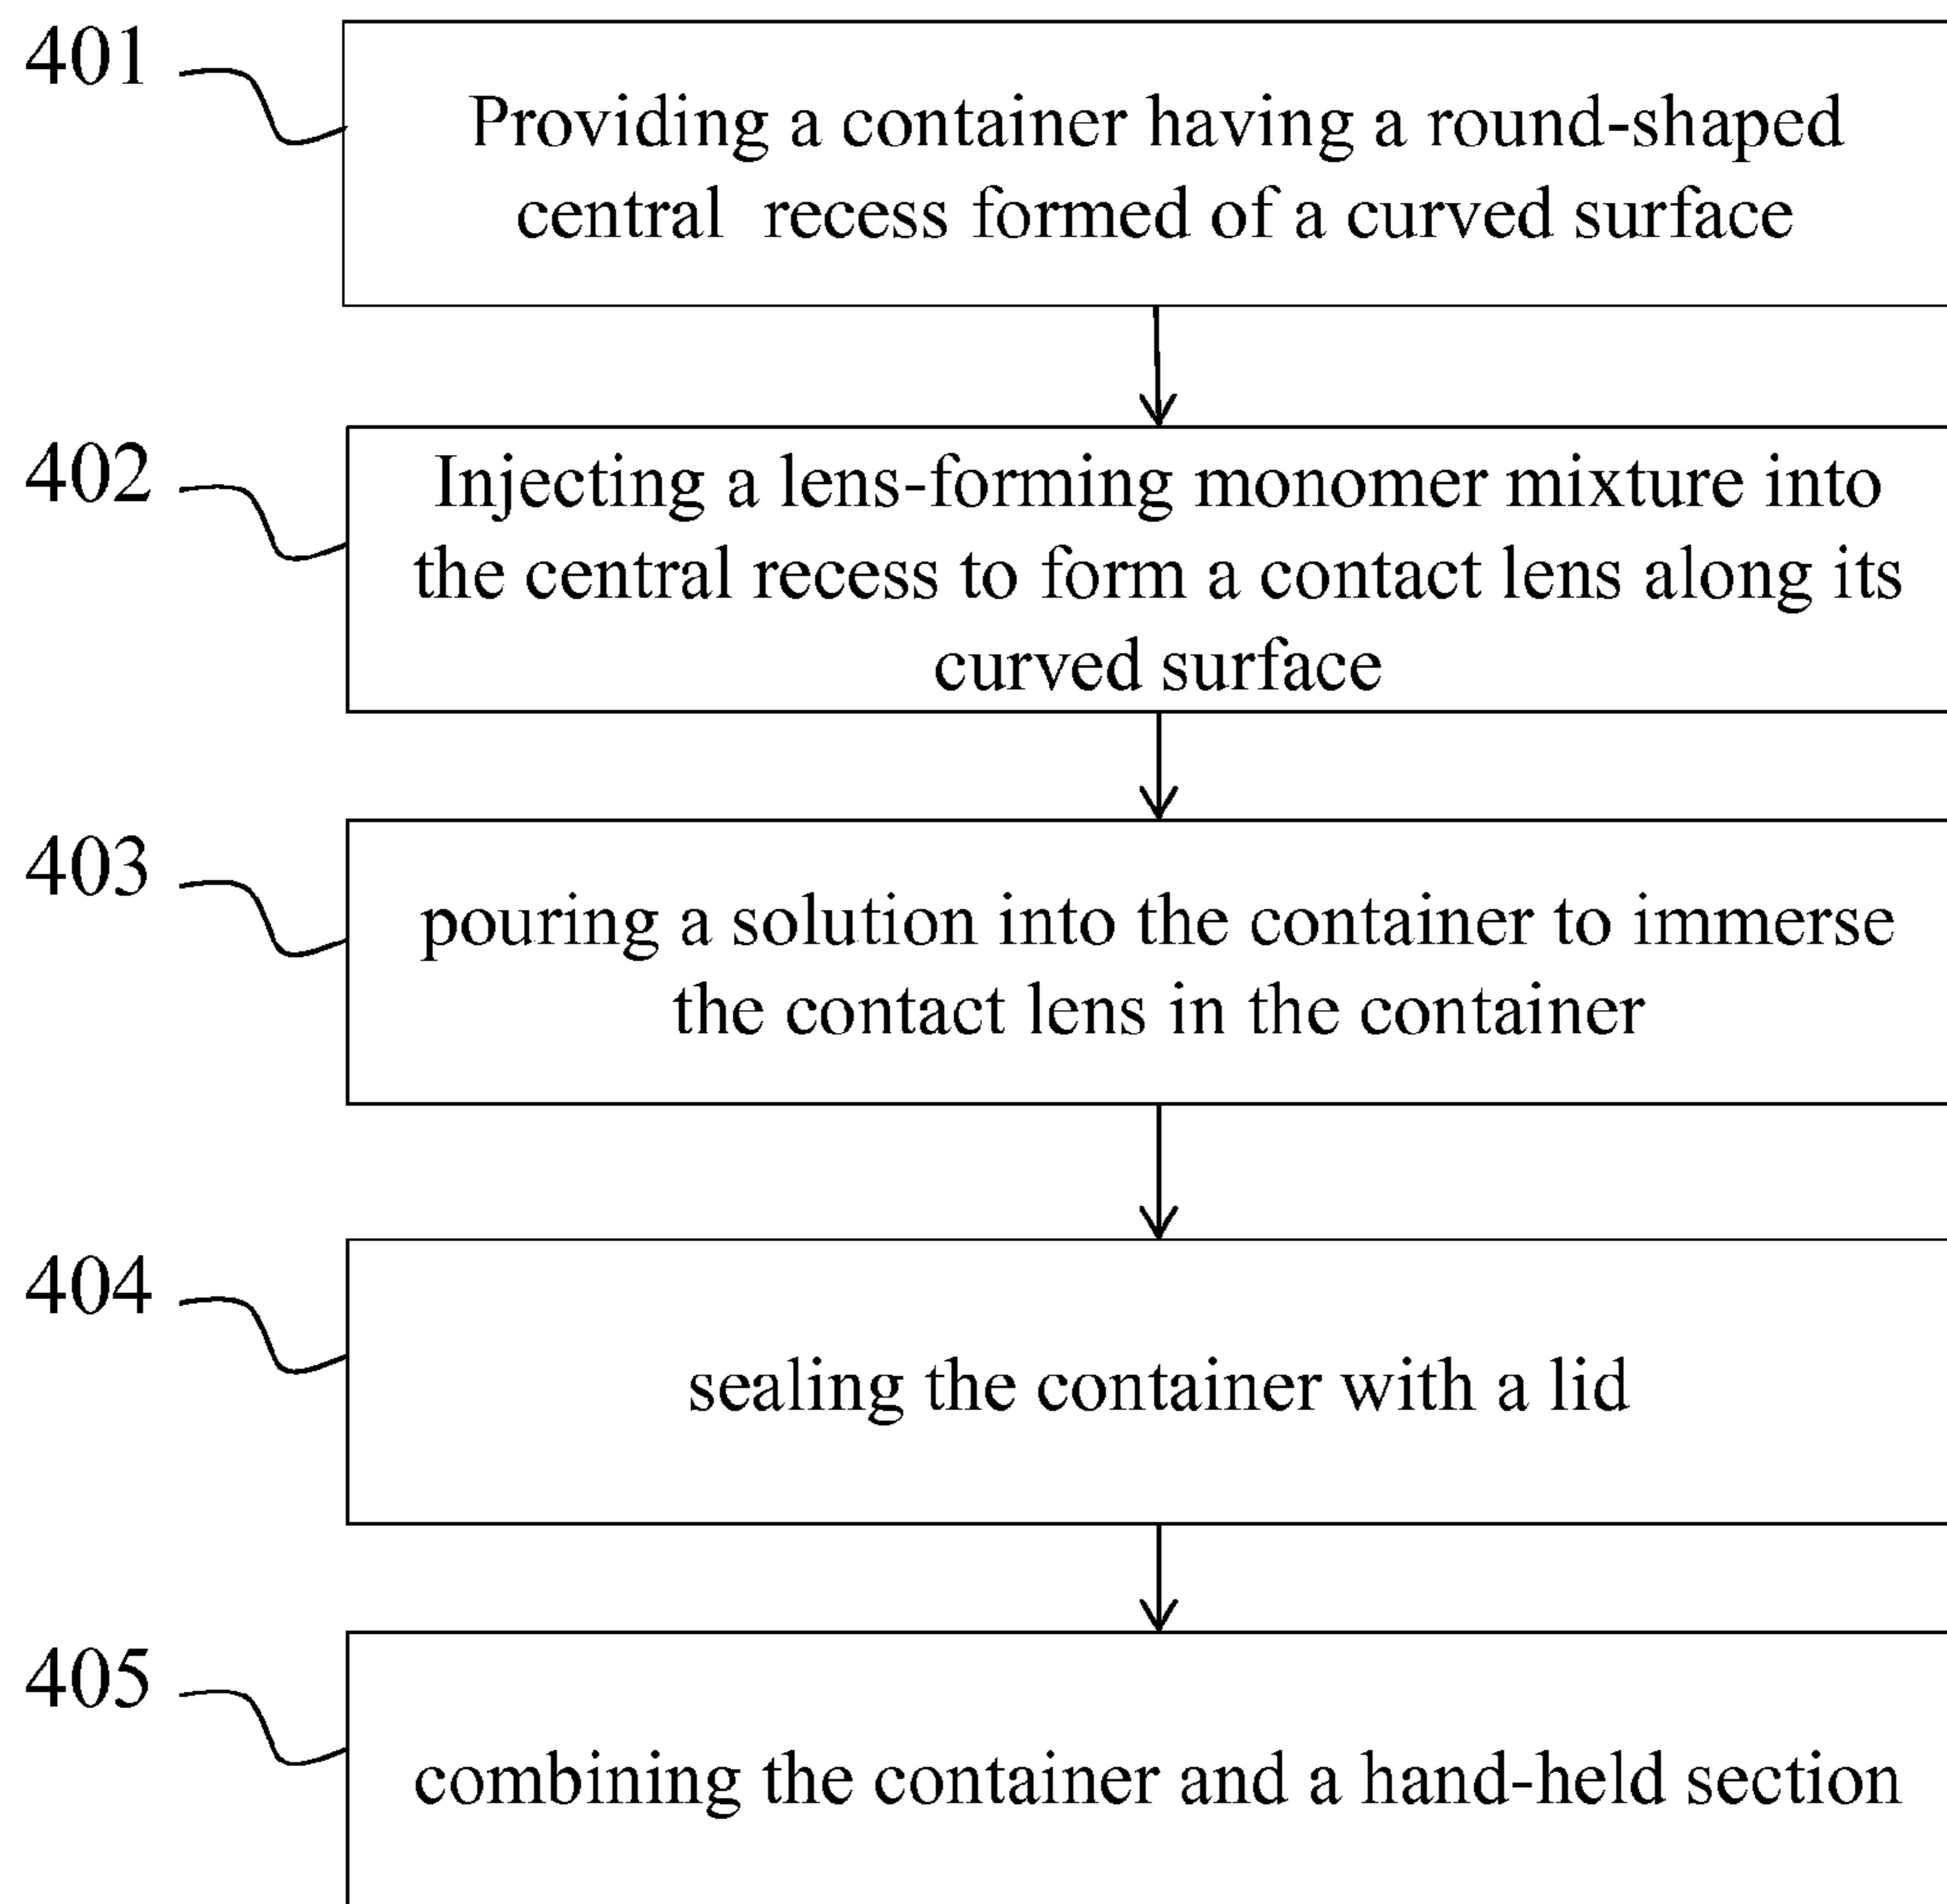 401
Providing a container having a round-shaped
central recess formed of a curved surface
402
Injecting a lens-forming monomer mixture into
the central recess to form a contact lens along its
curved surface
403
pouring a solution into the container to immerse
the contact lens in the container
404
sealing the container with a lid
405
combining the container and a hand-held section